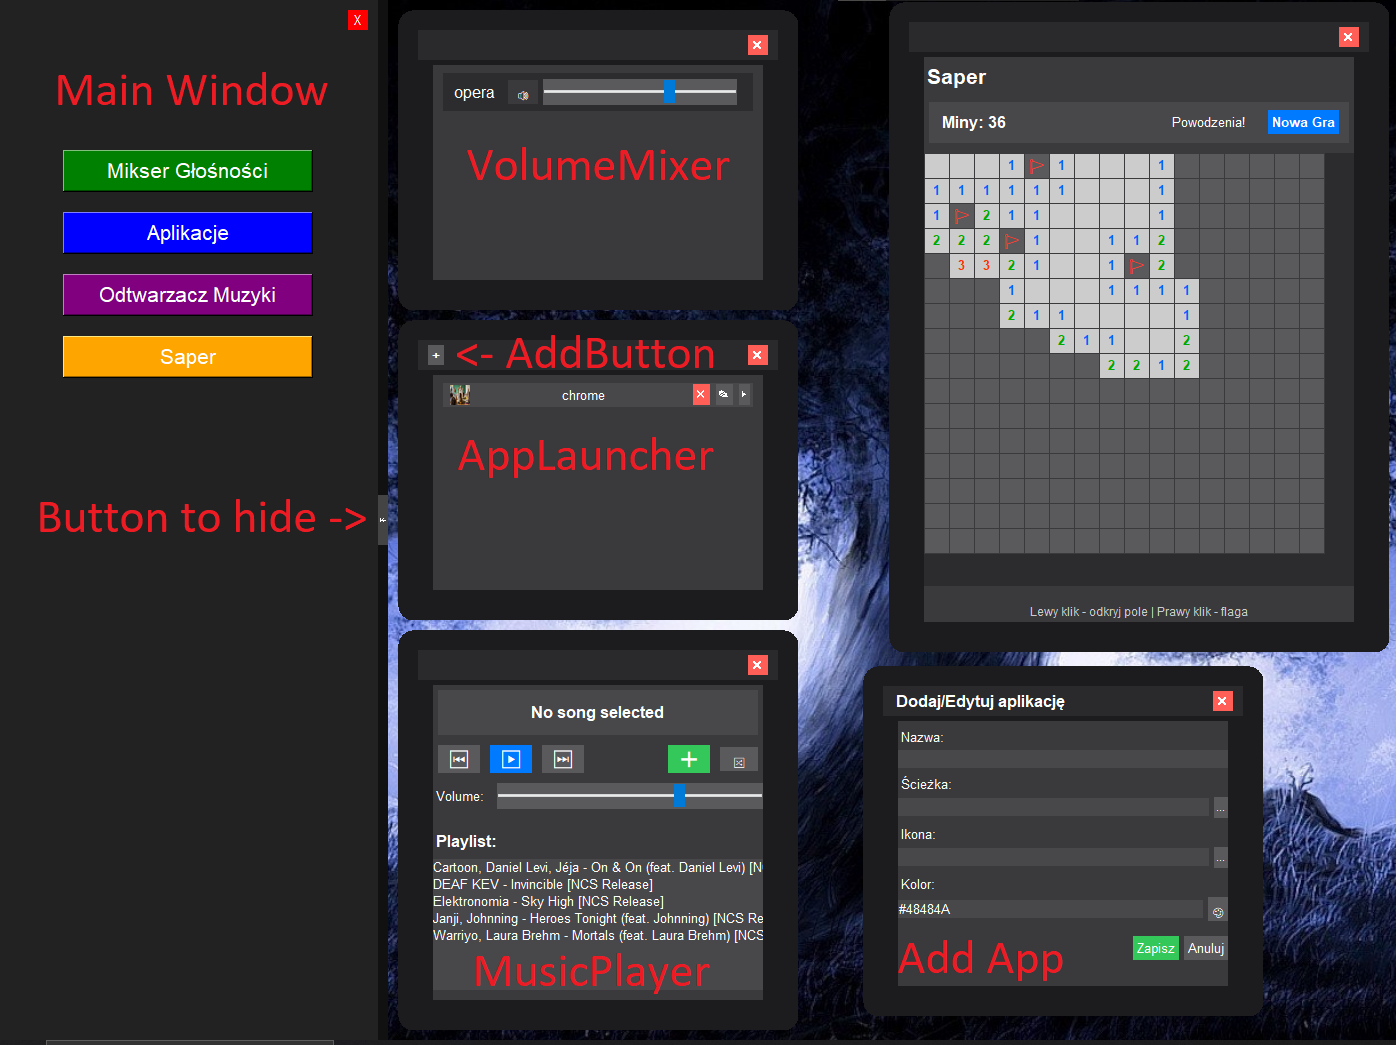 X
Main Window
Mikser Głośności
Aplikacje
Odtwarzacz Muzyki
Saper
Button to hide ->
opera
VolumeMixer
+ <- AddButton
chrome
AppLauncher
No song selected
Volume:
Playlist:
Cartoon, Daniel Levi, Jéja - On & On (feat. Daniel Levi) [N
DEAF KEV - Invincible [NCS Release]
Elektronomia - Sky High [NCS Release]
Janji, Johnning - Heroes Tonight (feat. Johnning) [NCS Re
Warriyo, Laura Brehm - Mortals (feat. Laura Brehm) [NCS
MusicPlayer
Saper
Miny: 36 Powodzenia! Nowa Gra
1 1 1
1 1 1 1 1 1 1
1 2 1 1 1
2 2 2 1 1 1 2
3 3 2 1 1 2
1 1 1 1 1
2 1 1 1
2 1 1 2
2 2 1 2
Lewy klik - odkryj pole | Prawy klik - flaga
Dodaj/Edytuj aplikację
Nazwa:
Ścieżka:
...
Ikona:
...
Kolor:
#48484A
Zapisz Anuluj
Add App